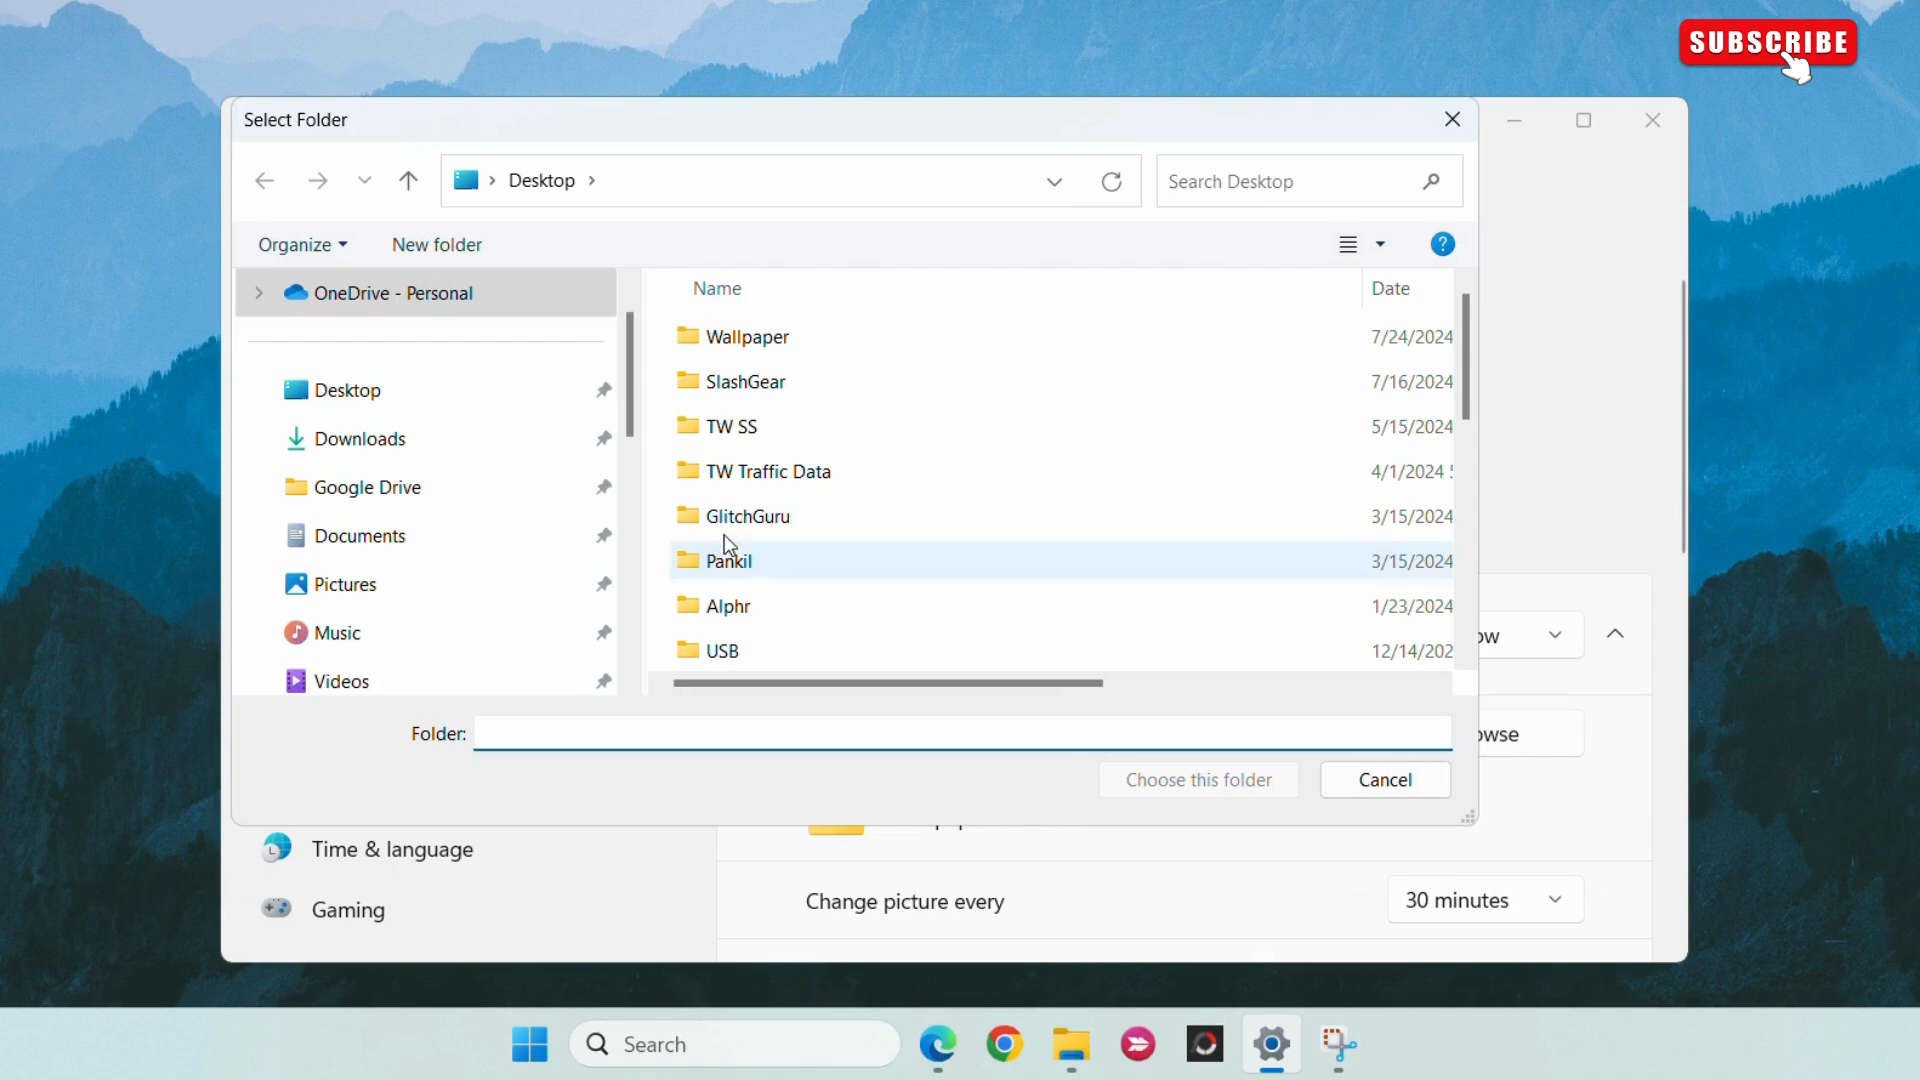 SUBSCRIBE
Select Folder
Desktop
Search Desktop
Organize
New folder
OneDrive - Personal
Name
Date
Desktop
Downloads
Google Drive
Documents
Pictures
Music
Videos
Wallpaper
7/24/2024
SlashGear
7/16/2024
TW SS
5/15/2024
TW Traffic Data
4/1/2024
GlitchGuru
3/15/2024
Pankil
3/15/2024
Alphr
1/23/2024
USB
12/14/202
ow
owse
Folder:
Choose this folder
Cancel
Time & language
Gaming
Change picture every
30 minutes
Search